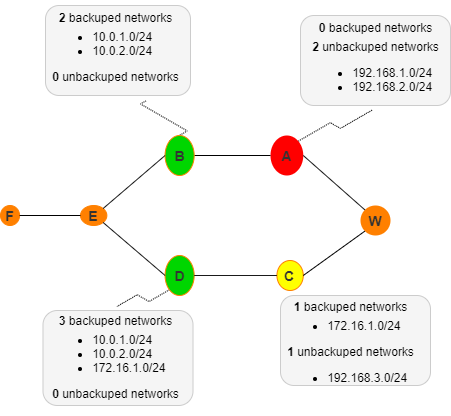 2 backuped networks
10.0.1.0/24
10.0.2.0/24
0 unbackuped networks
0 backuped networks
2 unbackuped networks
192.168.1.0/24
192.168.2.0/24
B
A
F
E
W
D
C
3 backuped networks
10.0.1.0/24
10.0.2.0/24
172.16.1.0/24
0 unbackuped networks
1 backuped networks
172.16.1.0/24
1 unbackuped networks
192.168.3.0/24